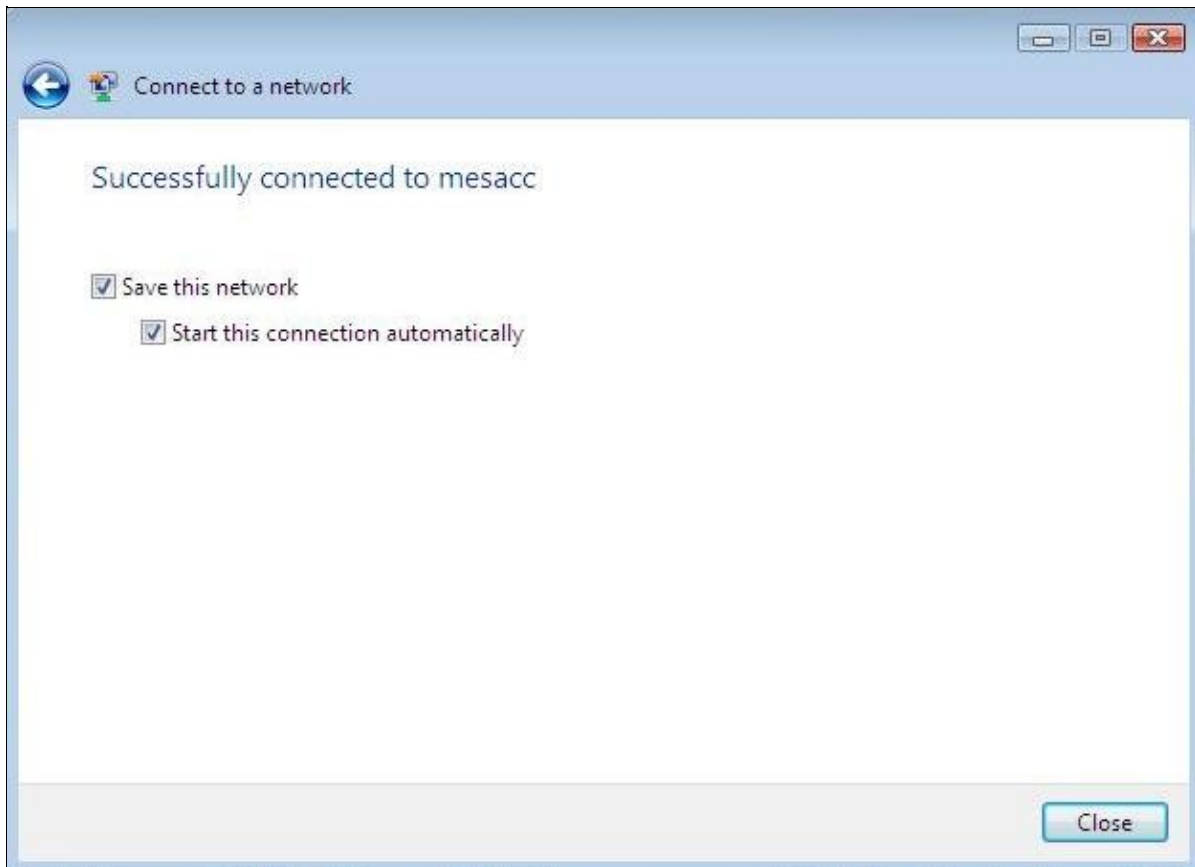 Connect to a network
Successfully connected to mesacc
Save this network
Start this connection automatically
Close